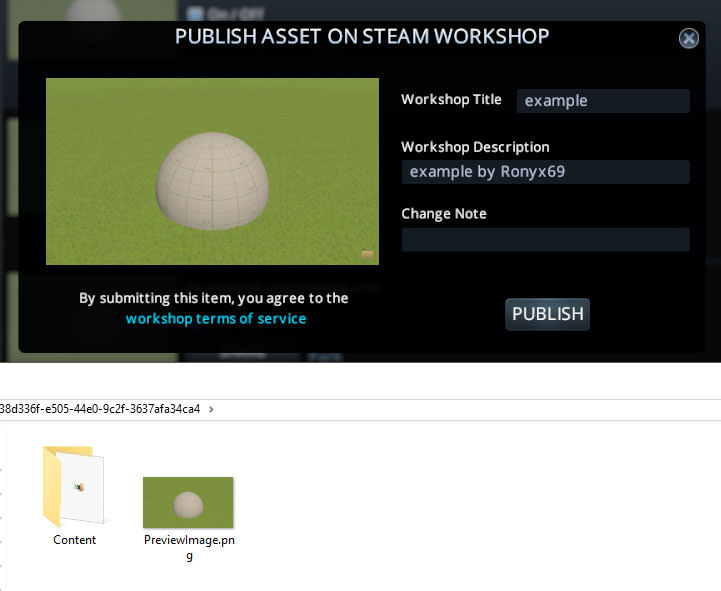 On / Off
PUBLISH ASSET ON STEAM WORKSHOP
Workshop Title
example
Workshop Description
example by Ronyx69
Change Note
By submitting this item, you agree to the
workshop terms of service
PUBLISH
38d336f-e505-44e0-9c2f-3637afa34ca4 >
Content
PreviewImage.pn
g